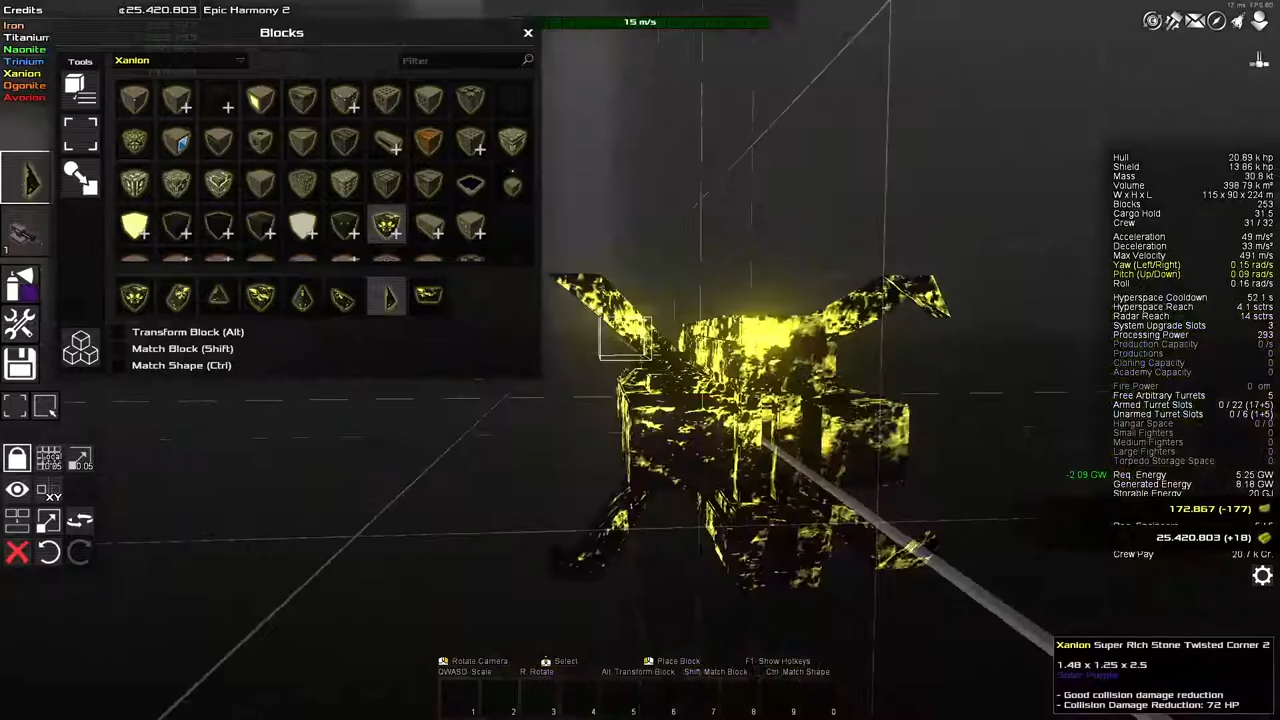 Credits ¢25.420.803 Epic Harmony 2
Iron
Titanium
Naonite
Trinium
Xanion
Ogonite
Avorion
Blocks
Tools
Xanion
Filter
1
Transform Block (Alt)
Match Block (Shift)
Match Shape (Ctrl)
Local
0.05
XY
15 m/s
12 ms FPS 60
Hull 20.89 k hp
Shield 13.86 k hp
Mass 30.8 kt
Volume 398.79 k m³
W x H x L 115 x 90 x 224 m
Blocks 253
Cargo Hold 31.5
Crew 31 / 32
Acceleration 49 m/s²
Deceleration 33 m/s²
Max Velocity 491 m/s
Yaw (Left/Right) 0.15 rad/s
Pitch (Up/Down) 0.09 rad/s
Roll 0.16 rad/s
Hyperspace Cooldown 52.1 s
Hyperspace Reach 4.1 sctrs
Radar Reach 14 sctrs
System Upgrade Slots 3
Processing Power 293
Production Capacity 0 /s
Productions 0
Cloning Capacity 0
Academy Capacity 0
Fire Power 0 om
Free Arbitrary Turrets 5
Armed Turret Slots 0 / 22 (17+5)
Unarmed Turret Slots 0 / 6 (1+5)
Hangar Space 0 / 0
Small Fighters 0
Medium Fighters 0
Large Fighters 0
Torpedo Storage Space 0
-2.09 GW Req. Energy 5.25 GW
Generated Energy 8.18 GW
Storable Energy 20 GJ
172.867 (-177)
25.420.803 (+18)
Crew Pay 20.7 k Cr.
Rotate Camera Select Place Block F1: Show Hotkeys
QWASD: Scale R: Rotate Alt: Transform Block Shift: Match Block Ctrl: Match Shape
1 2 3 4 5 6 7 8 9 0
Xanion Super Rich Stone Twisted Corner 2
1.48 x 1.25 x 2.5
Solar Purple
- Good collision damage reduction
- Collision Damage Reduction: 72 HP